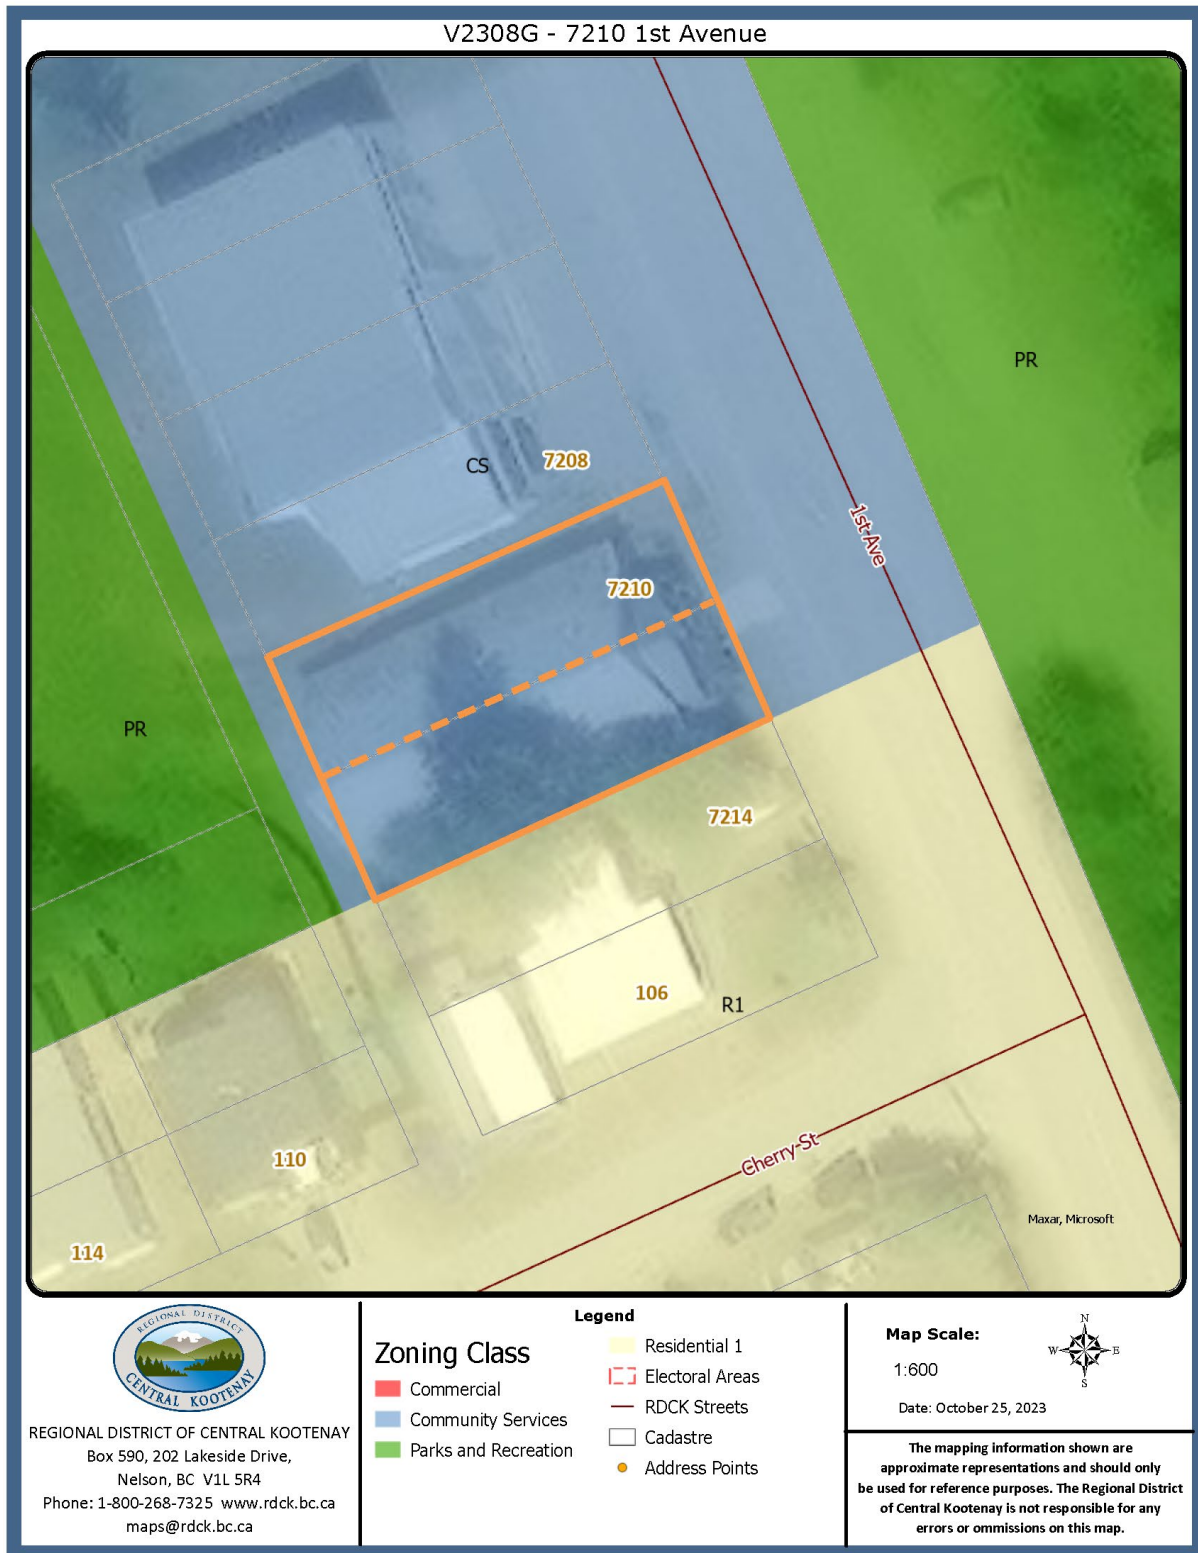 V2308G - 7210 1st Avenue
PR
CS
7208
1st Ave
7210
PR
7214
106
R1
Cherry St
110
114
Maxar, Microsoft
REGIONAL DISTRICT
CENTRAL KOOTENAY
REGIONAL DISTRICT OF CENTRAL KOOTENAY
Box 590, 202 Lakeside Drive,
Nelson, BC V1L 5R4
Phone: 1-800-268-7325 www.rdck.bc.ca
maps@rdck.bc.ca
Legend
Zoning Class
Commercial
Community Services
Parks and Recreation
Residential 1
Electoral Areas
RDCK Streets
Cadastre
Address Points
Map Scale:
1:600
N
W E
S
Date: October 25, 2023
The mapping information shown are
approximate representations and should only
be used for reference purposes. The Regional District
of Central Kootenay is not responsible for any
errors or ommissions on this map.